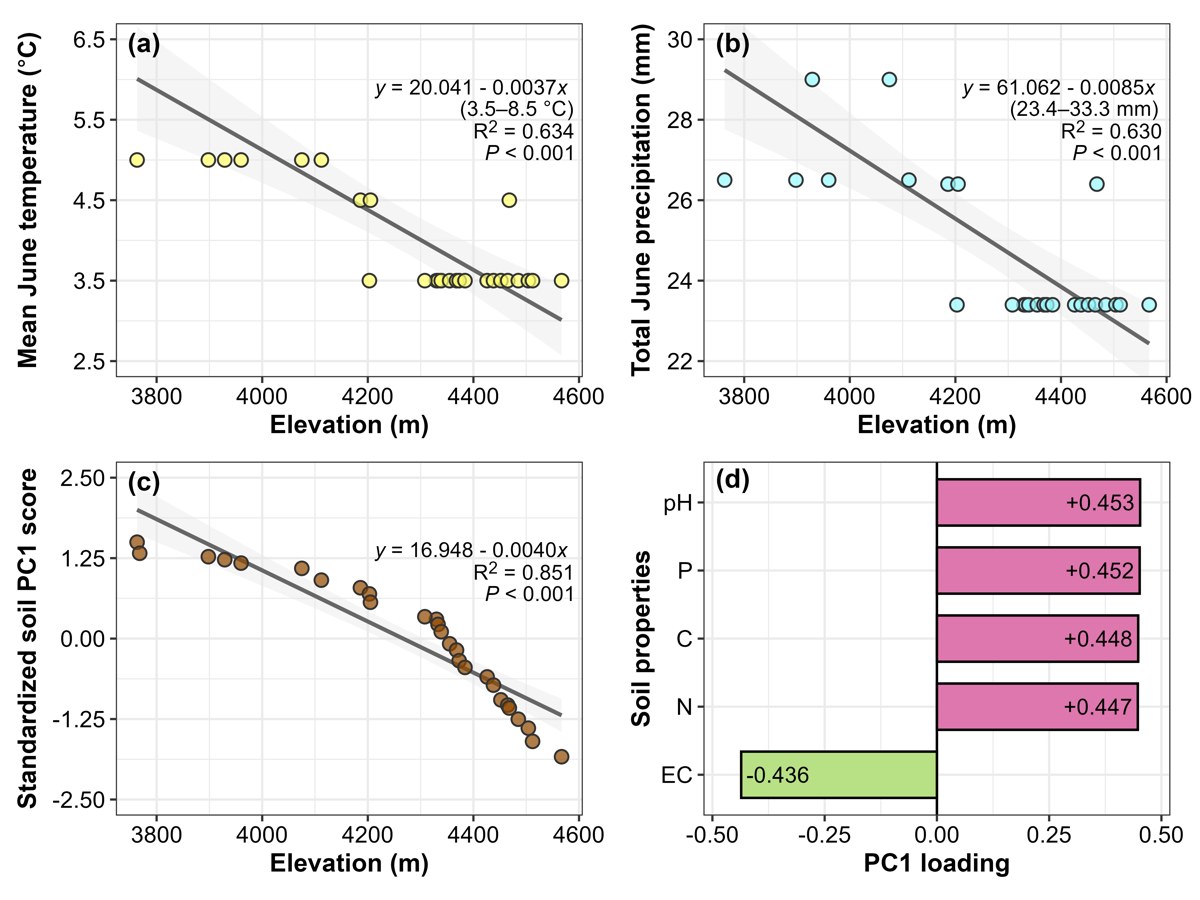 (a)
y = 20.041 - 0.0037x
(3.5–8.5 °C)
R² = 0.634
P < 0.001
Mean June temperature (°C)
6.5
5.5
4.5
3.5
2.5
3800 4000 4200 4400 4600
Elevation (m)
(b)
y = 61.062 - 0.0085x
(23.4–33.3 mm)
R² = 0.630
P < 0.001
Total June precipitation (mm)
30
28
26
24
22
3800 4000 4200 4400 4600
Elevation (m)
(c)
y = 16.948 - 0.0040x
R² = 0.851
P < 0.001
Standardized soil PC1 score
2.50
1.25
0.00
-1.25
-2.50
3800 4000 4200 4400 4600
Elevation (m)
(d)
Soil properties
pH +0.453
P +0.452
C +0.448
N +0.447
EC -0.436
-0.50 -0.25 0.00 0.25 0.50
PC1 loading